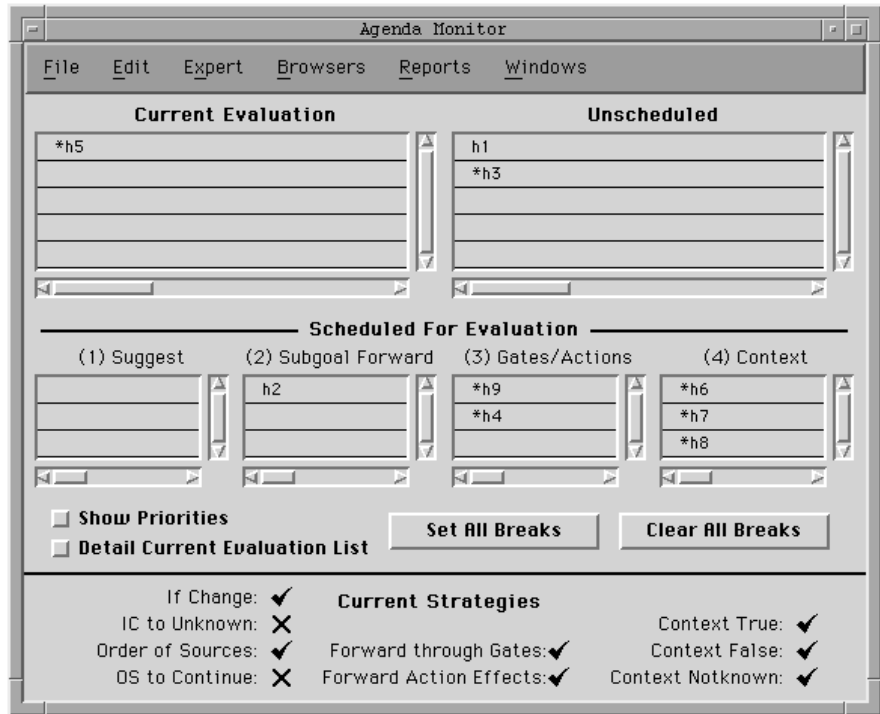 Agenda Monitor
File Edit Expert Browsers Reports Windows
Current Evaluation
*h5
Unscheduled
h1
*h3
Scheduled For Evaluation
(1) Suggest
(2) Subgoal Forward
h2
(3) Gates/Actions
*h9
*h4
(4) Context
*h6
*h7
*h8
Show Priorities
Detail Current Evaluation List
Set All Breaks
Clear All Breaks
Current Strategies
If Change:
IC to Unknown:
Order of Sources:
OS to Continue:
Forward through Gates:
Forward Action Effects:
Context True:
Context False:
Context Notknown: